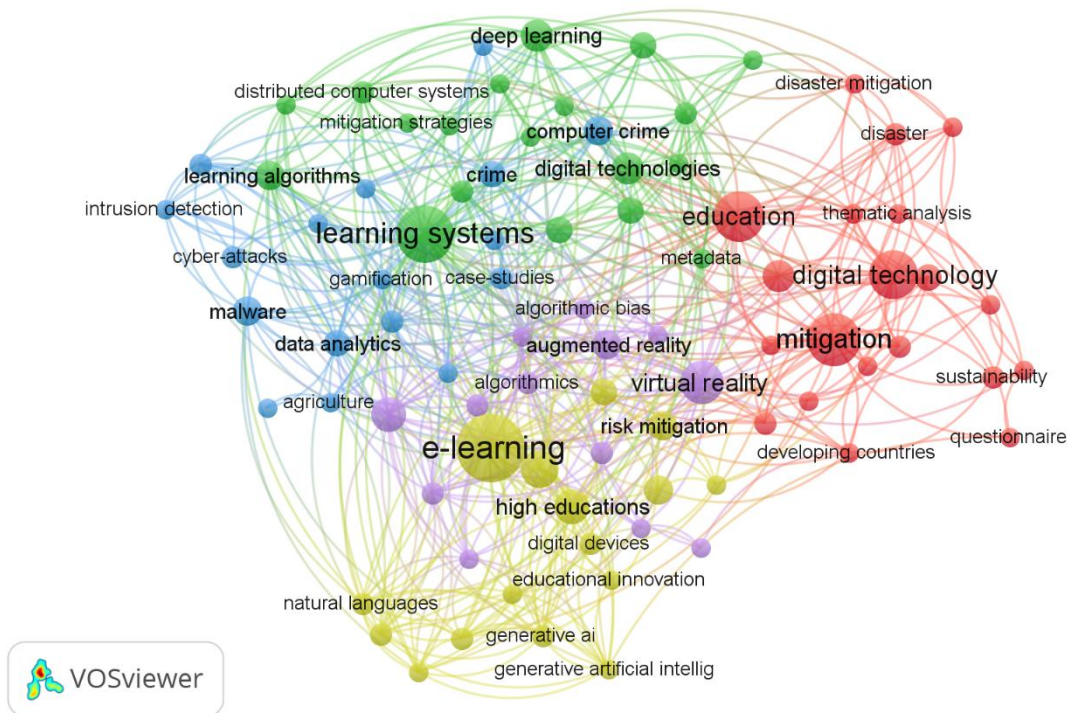 deep learning
disaster mitigation
distributed computer systems
mitigation strategies
computer crime
disaster
learning algorithms
crime
digital technologies
intrusion detection
education
thematic analysis
learning systems
cyber-attacks
metadata
gamification
case-studies
digital technology
malware
algorithmic bias
data analytics
augmented reality
mitigation
algorithmics
virtual reality
sustainability
agriculture
risk mitigation
questionnaire
e-learning
developing countries
high educations
digital devices
educational innovation
natural languages
generative ai
generative artificial intellig
VOSviewer